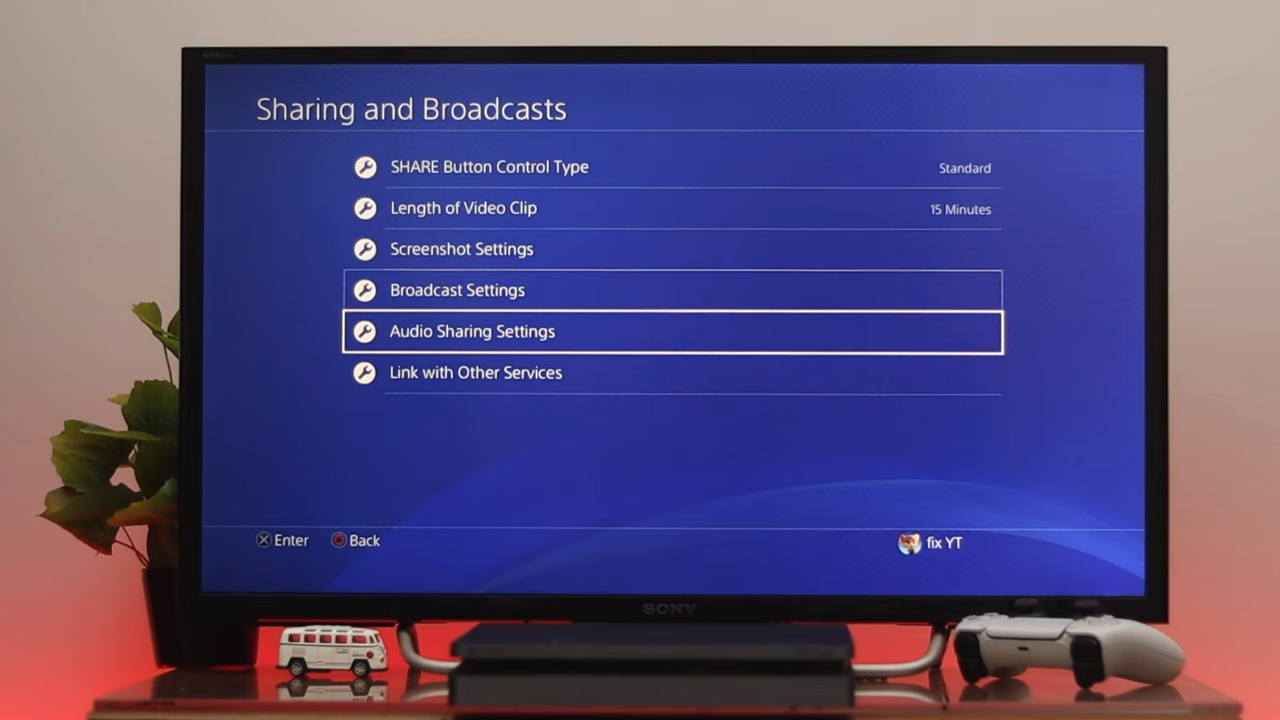 Sharing and Broadcasts
SHARE Button Control Type Standard
Length of Video Clip 15 Minutes
Screenshot Settings
Broadcast Settings
Audio Sharing Settings
Link with Other Services
Enter Back fix YT
SONY